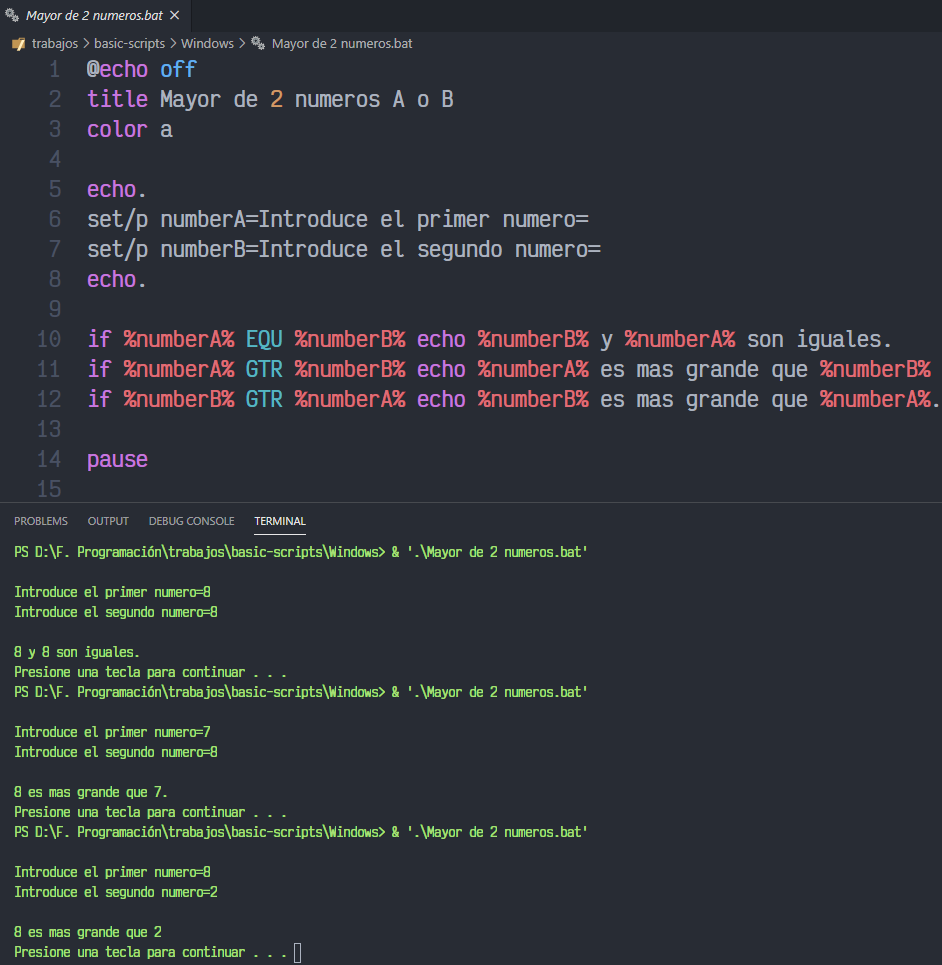 Mayor de 2 numeros.bat ×
trabajos > basic-scripts > Windows > Mayor de 2 numeros.bat
1 @echo off
2 title Mayor de 2 numeros A o B
3 color a
4
5 echo.
6 set/p numberA=Introduce el primer numero=
7 set/p numberB=Introduce el segundo numero=
8 echo.
9
10 if %numberA% EQU %numberB% echo %numberB% y %numberA% son iguales.
11 if %numberA% GTR %numberB% echo %numberA% es mas grande que %numberB%
12 if %numberB% GTR %numberA% echo %numberB% es mas grande que %numberA%.
13
14 pause
15
PROBLEMS OUTPUT DEBUG CONSOLE TERMINAL
PS D:\F. Programación\trabajos\basic-scripts\Windows> & '.\Mayor de 2 numeros.bat'
Introduce el primer numero=8
Introduce el segundo numero=8
8 y 8 son iguales.
Presione una tecla para continuar . . .
PS D:\F. Programación\trabajos\basic-scripts\Windows> & '.\Mayor de 2 numeros.bat'
Introduce el primer numero=7
Introduce el segundo numero=8
8 es mas grande que 7.
Presione una tecla para continuar . . .
PS D:\F. Programación\trabajos\basic-scripts\Windows> & '.\Mayor de 2 numeros.bat'
Introduce el primer numero=8
Introduce el segundo numero=2
8 es mas grande que 2
Presione una tecla para continuar . . .